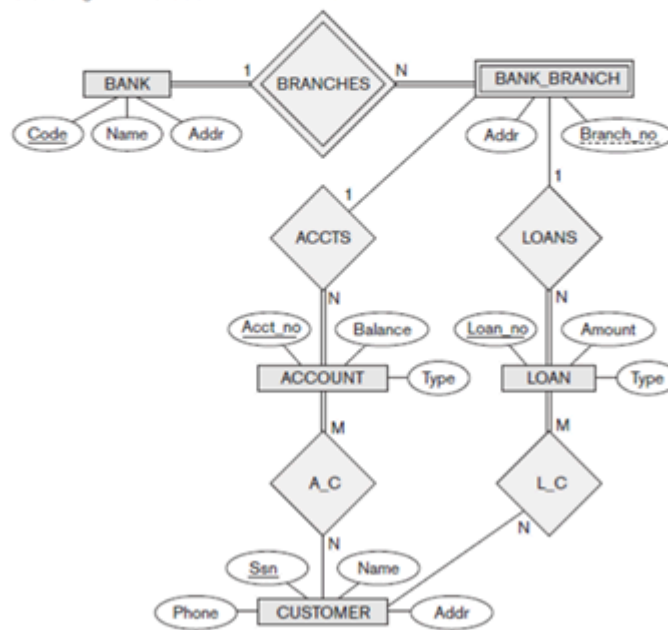 1 BRANCHES N
BANK BANK_BRANCH
Code Name Addr Addr Branch_no
1 1
ACCTS LOANS
N N
Acct_no Balance Loan_no Amount
ACCOUNT Type LOAN Type
M M
A_C L_C
N N
Ssn Name
Phone CUSTOMER Addr